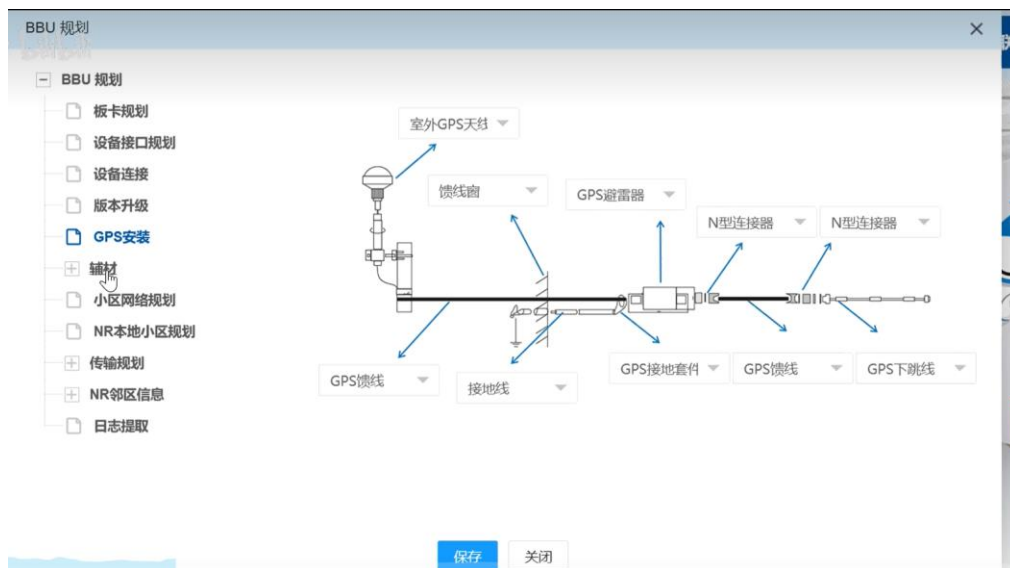 BBU 规划
BBU 规划
板卡规划
设备接口规划
设备连接
版本升级
GPS安装
辅材
小区网络规划
NR本地小区规划
传输规划
NR邻区信息
日志提取
室外GPS天线
馈线窗
GPS避雷器
N型连接器
N型连接器
GPS馈线
接地线
GPS接地套件
GPS馈线
GPS下跳线
保存
关闭